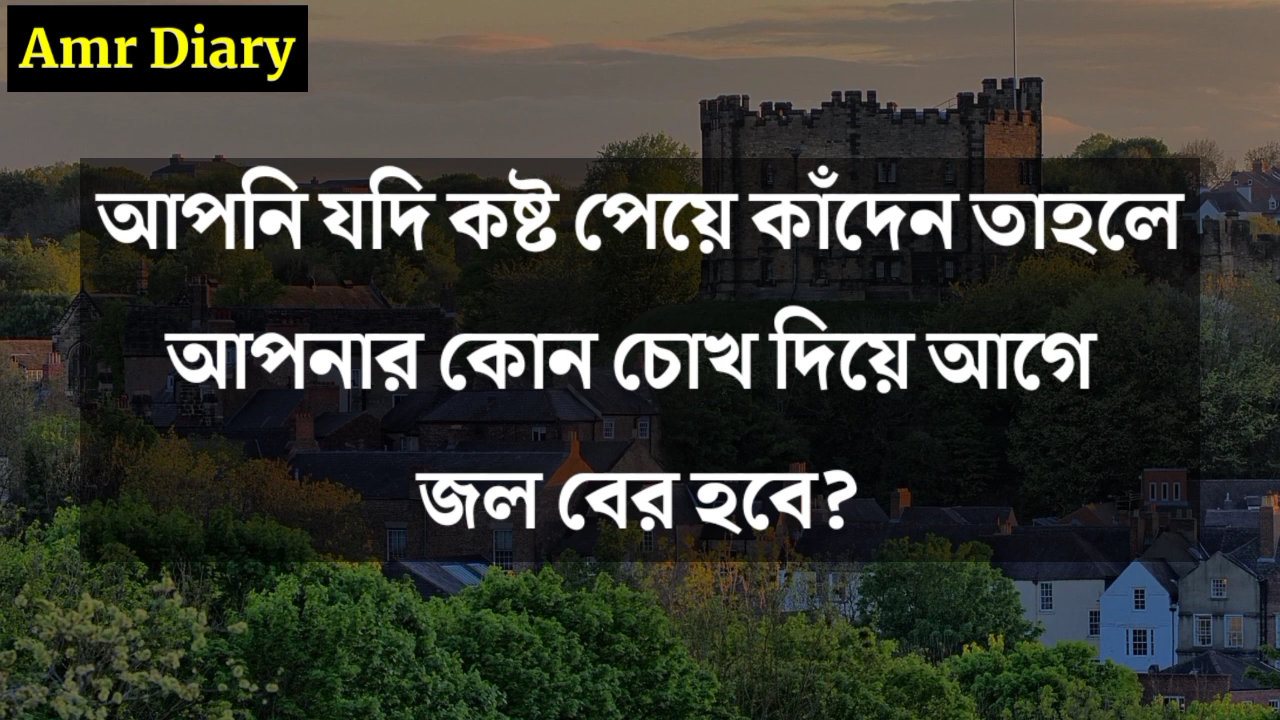 Amr Diary
আপনি যদি কষ্ট পেয়ে কাঁদেন তাহলে
আপনার কোন চোখ দিয়ে আগে
জল বের হবে?